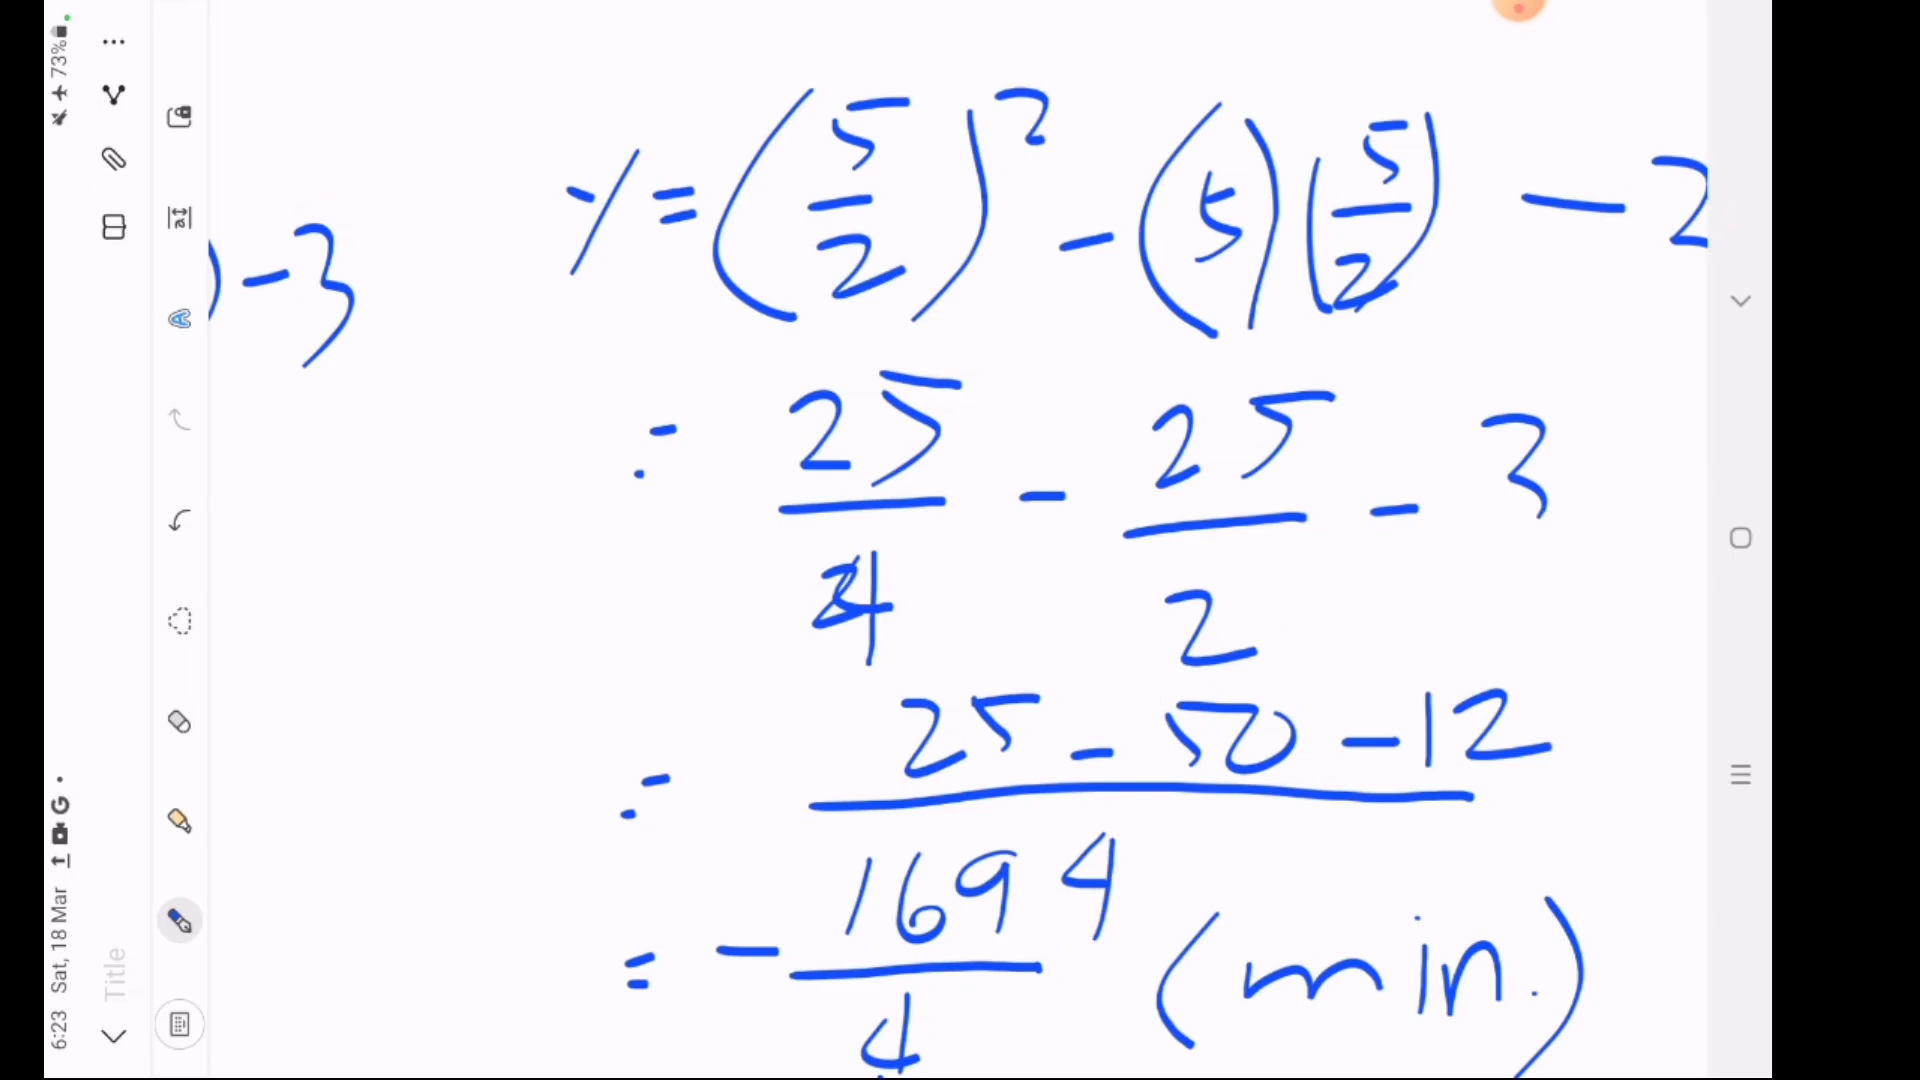 ) - 3
y = (5/2)² - (5)(5/2) - 2
= 25/4 - 25/2 - 3
= 25 - 50 - 12
4
= - 169/4 (min.)
73%
6:23 Sat, 18 Mar
G
Title